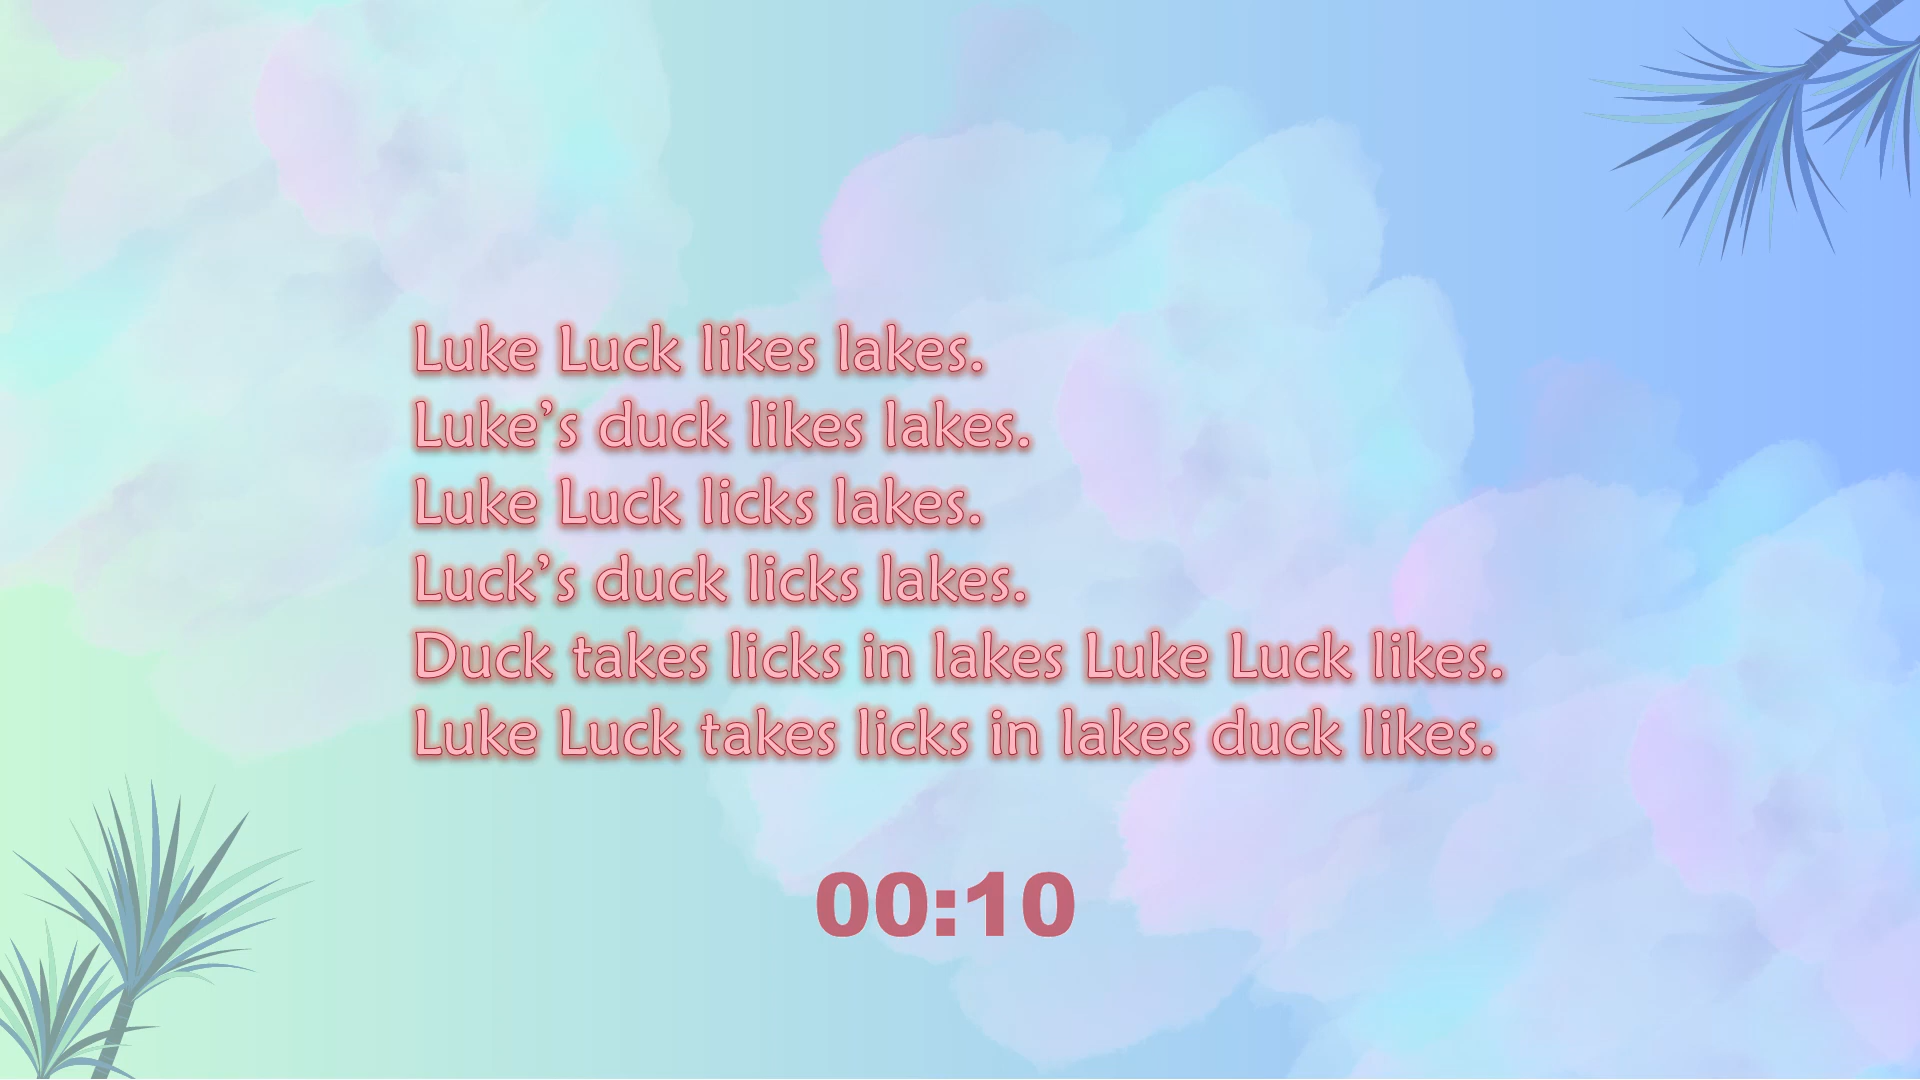 Luke Luck likes lakes.
Luke’s duck likes lakes.
Luke Luck licks lakes.
Luck’s duck licks lakes.
Duck takes licks in lakes Luke Luck likes.
Luke Luck takes licks in lakes duck likes.
00:10